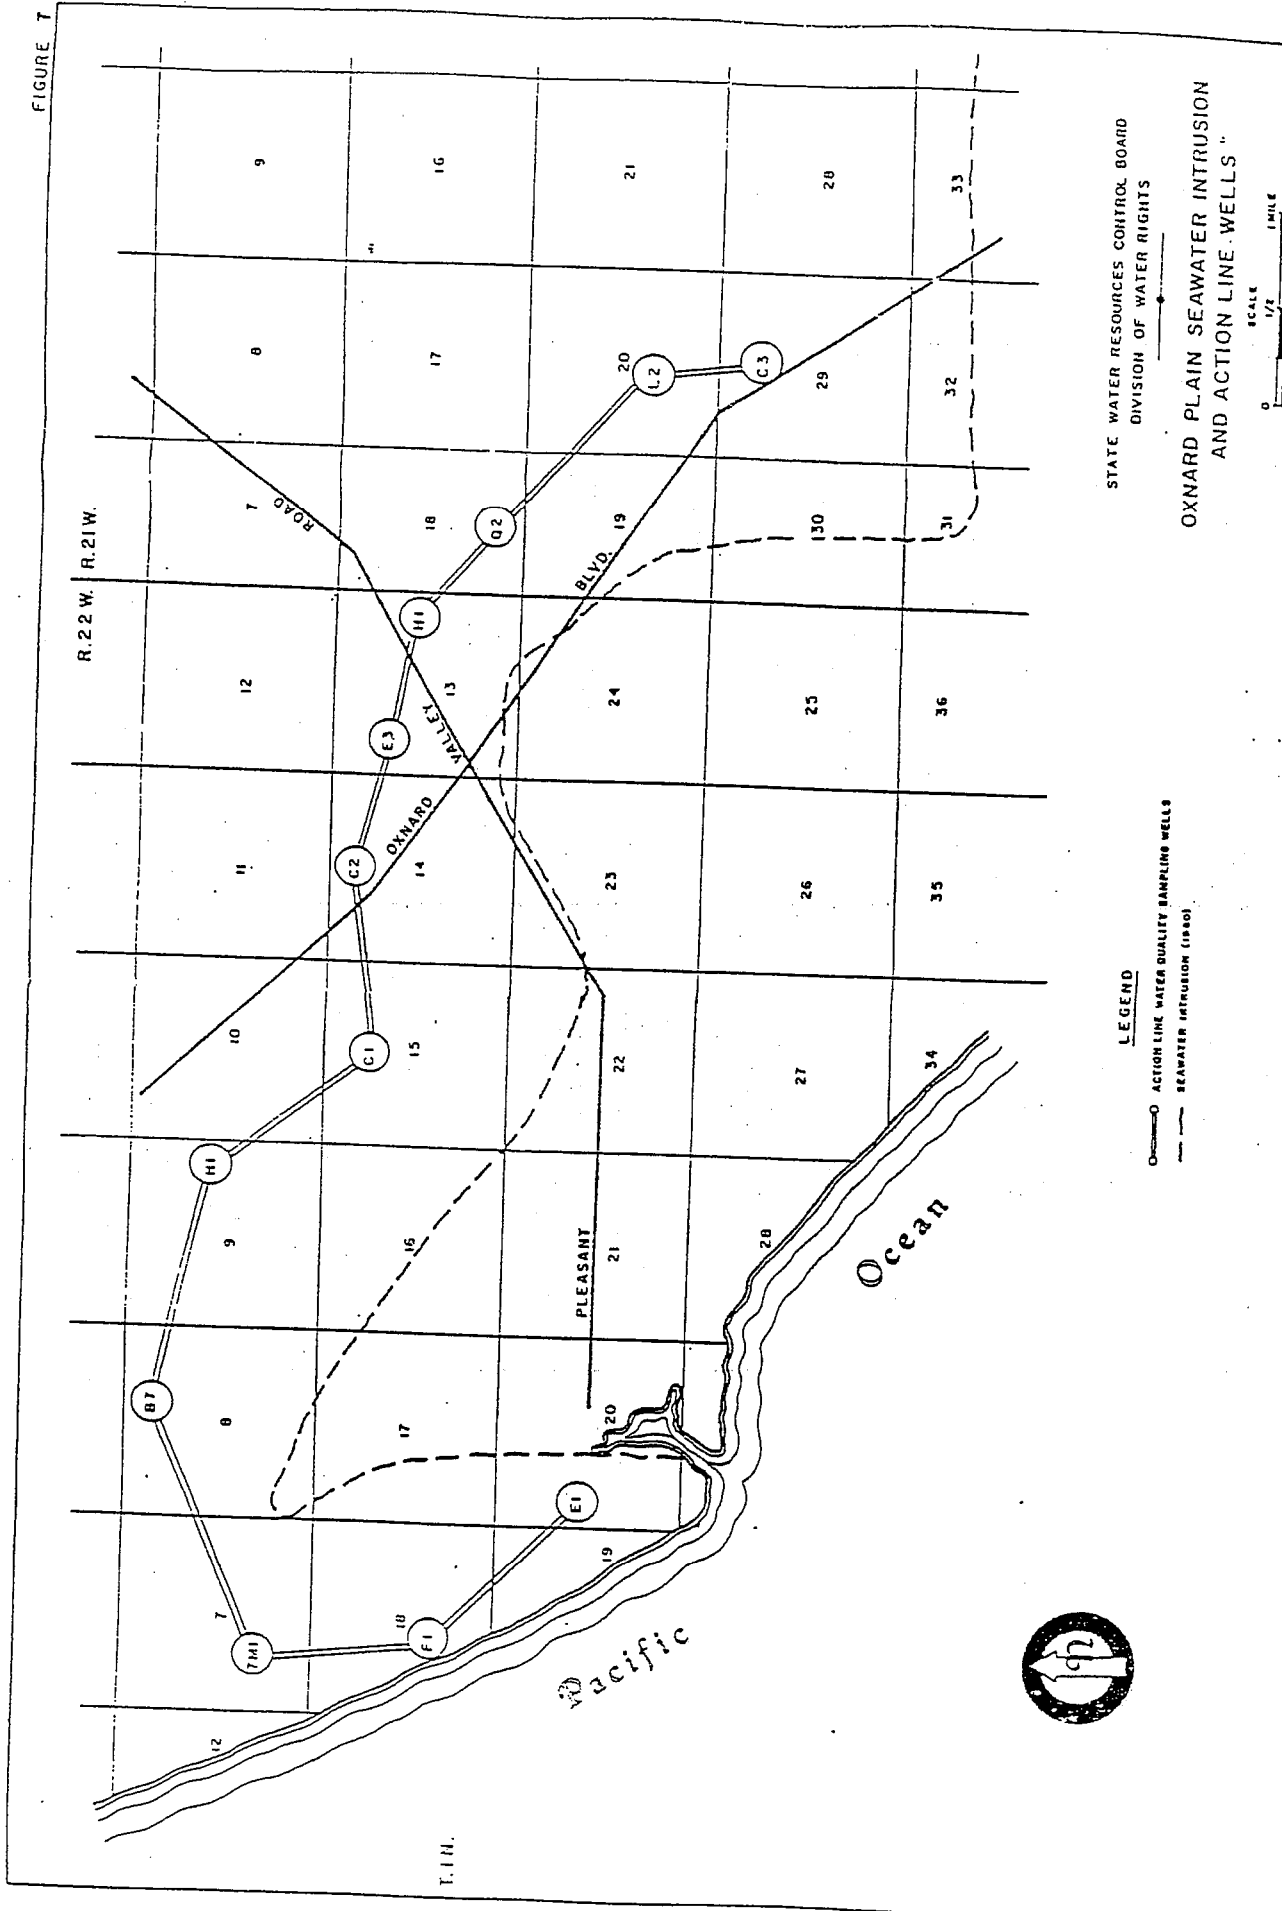 FIGURE 7
R.22 W. R.21W.
T.1N.
12
7
8
9
10
11
12
7
8
9
18
17
16
15
14
13
18
17
16
19
20
21
22
23
24
19
20
21
28
27
26
25
30
29
28
34
35
36
31
32
33
7M1
F1
E1
B7
H1
C1
C2
E3
H1
Q2
L2
C3
PLEASANT
VALLEY
ROAD
OXNARD
BLVD.
Pacific
Ocean
n
LEGEND
ACTION LINE WATER QUALITY SAMPLING WELLS
SEAWATER INTRUSION (1980)
STATE WATER RESOURCES CONTROL BOARD
DIVISION OF WATER RIGHTS
OXNARD PLAIN SEAWATER INTRUSION
AND ACTION LINE WELLS "
SCALE
0 1/2 1 MILE